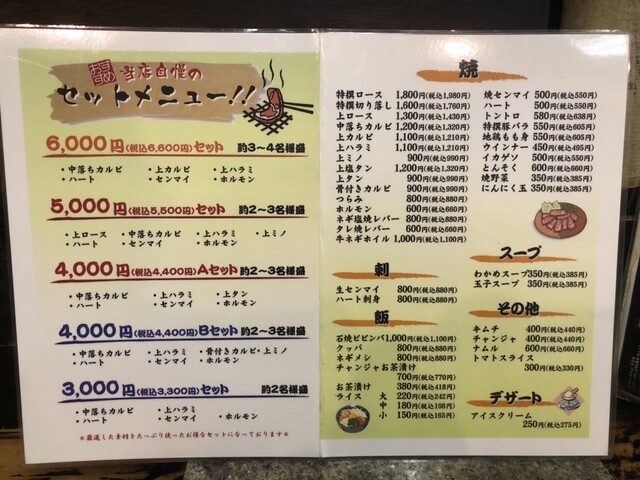 おすすめ
当店自慢の
セットメニュー!!
6,000円(税込6,600円)セット 約3~4名様盛
・中落ちカルビ ・上カルビ ・上ハラミ
・ハート ・センマイ ・ホルモン
5,000円(税込5,500円)セット 約2~3名様盛
・上ロース ・中落ちカルビ ・上ハラミ ・上ミノ
・ハート ・センマイ ・ホルモン
4,000円(税込4,400円)Aセット 約2~3名様盛
・中落ちカルビ ・上ハラミ ・上タン
・ハート ・センマイ ・ホルモン
4,000円(税込4,400円)Bセット 約2~3名様盛
・中落ちカルビ ・上ハラミ ・骨付きカルビ・上ミノ
・ハート ・センマイ ・ホルモン
3,000円(税込3,300円)セット 約2名様盛
・中落ちカルビ ・上ハラミ
・ハート ・センマイ ・ホルモン
※厳選した素材をたっぷり使ったお得なセットになっております※
焼
特撰ロース 1,800円(税込1,980円)
特撰切り落し 1,600円(税込1,760円)
上ロース 1,300円(税込1,430円)
中落ちカルビ 1,200円(税込1,320円)
上カルビ 1,100円(税込1,210円)
上ハラミ 1,100円(税込1,210円)
上ミノ 900円(税込990円)
上塩タン 1,200円(税込1,320円)
上タン 900円(税込990円)
骨付きカルビ 900円(税込990円)
つらみ 800円(税込880円)
ホルモン 600円(税込660円)
ネギ塩焼レバー 800円(税込880円)
タレ焼レバー 600円(税込660円)
牛ネギホイル 1,000円(税込1,100円)
焼センマイ 500円(税込550円)
ハート 500円(税込550円)
トントロ 580円(税込638円)
特撰豚バラ 550円(税込605円)
地鶏もも身 550円(税込605円)
ウインナー 450円(税込495円)
イカゲソ 500円(税込550円)
とんそく 600円(税込660円)
焼野菜 350円(税込385円)
にんにく玉 350円(税込385円)
刺
生センマイ 800円(税込880円)
ハート刺身 800円(税込880円)
飯
石焼ビビンバ 1,000円(税込1,100円)
クッパ 800円(税込880円)
ネギメシ 800円(税込880円)
チャンジャお茶漬け
700円(税込770円)
お茶漬け 380円(税込418円)
ライス 大 220円(税込242円)
中 180円(税込198円)
小 150円(税込165円)
スープ
わかめスープ 350円(税込385円)
玉子スープ 350円(税込385円)
その他
キムチ 400円(税込440円)
チャンジャ 400円(税込440円)
ナムル 600円(税込660円)
トマトスライス
300円(税込330円)
デザート
アイスクリーム
250円(税込275円)